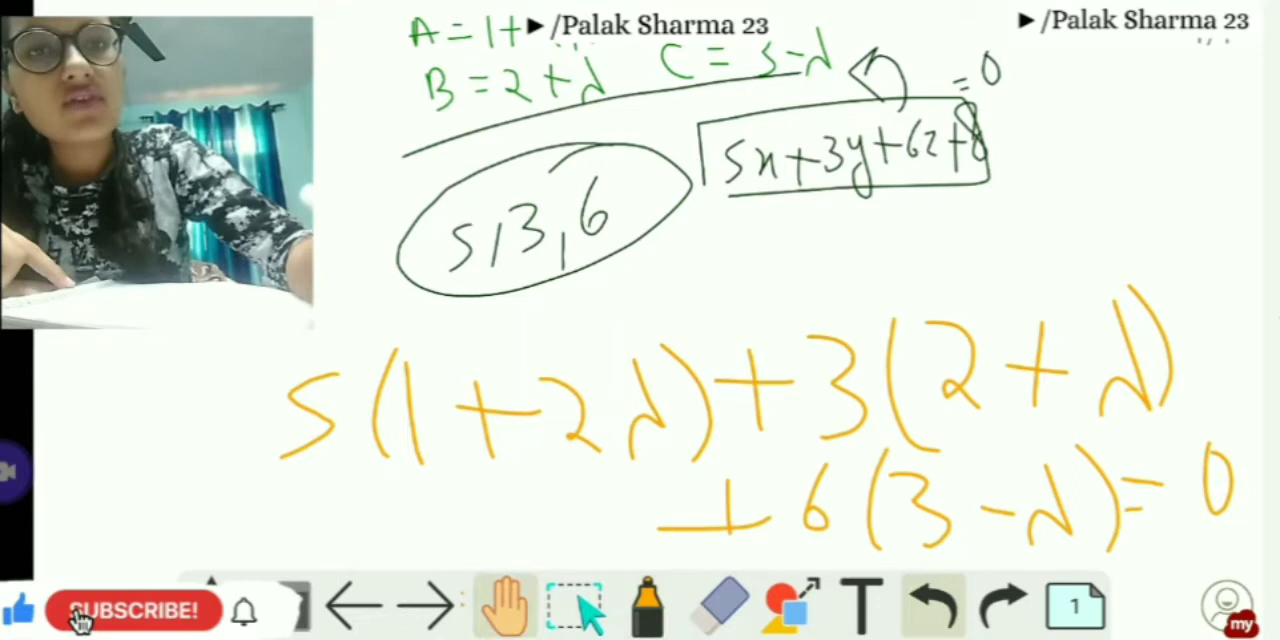 A = 1+ ▶ /Palak Sharma 23
▶ /Palak Sharma 23
B = 2 + λ C = 3 - λ
= 0
5x + 3y + 6z + 8
5, 3, 6
5(1 + 2λ) + 3(2 + λ)
+ 6(3 - λ) = 0
SUBSCRIBE!
T
1
my